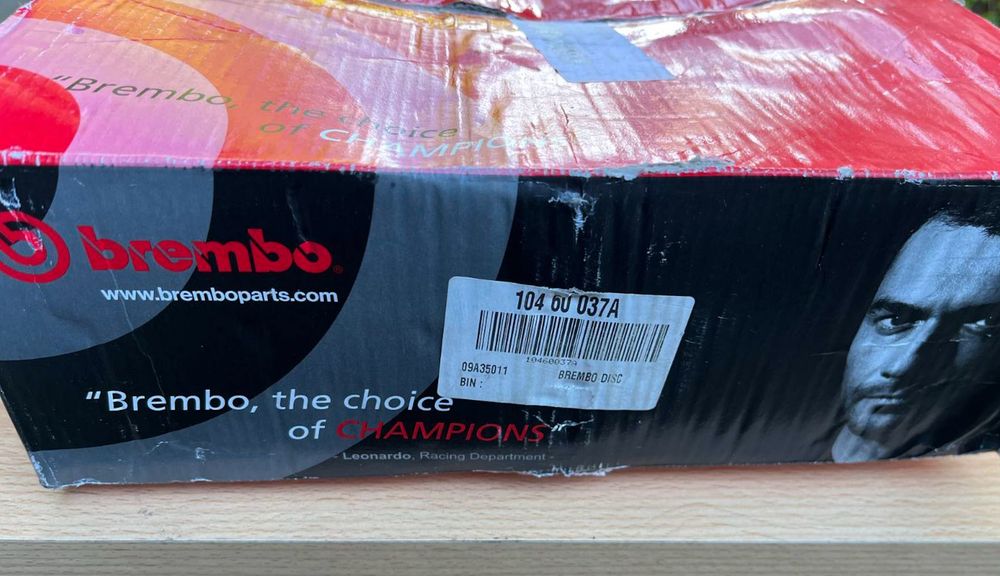 "Brembo, the choice
of CHAMPIONS
brembo
www.bremboparts.com
104 60 037A
10460037A
09A35011
BREMBO DISC
BIN :
"Brembo, the choice
of CHAMPIONS"
- Leonardo, Racing Department -